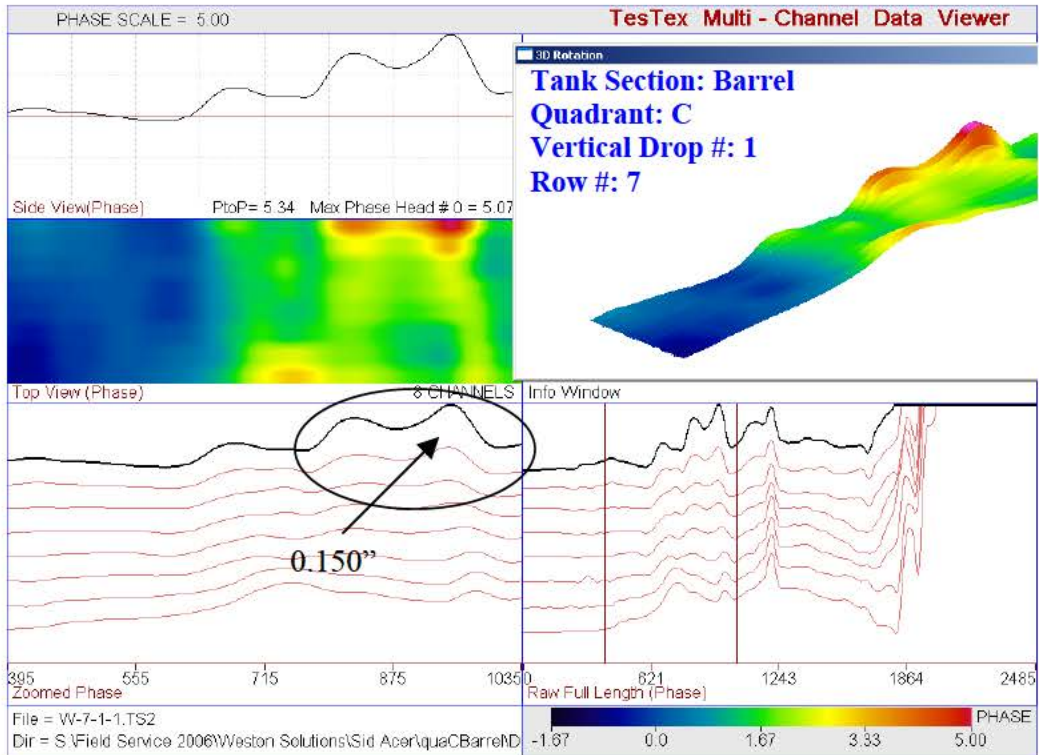 PHASE SCALE = 5.00
TesTex Multi - Channel Data Viewer
3D Rotation
Tank Section: Barrel
Quadrant: C
Vertical Drop #: 1
Row #: 7
Side View(Phase) PtoP= 5.34 Max Phase Head # 0 = 5.07
Top View (Phase) 8 CHANNELS
Info Window
0.150”
395 555 715 875 1035
Zoomed Phase
0 621 1243 1864 2485
Raw Full Length (Phase)
File = W-7-1-1.TS2
Dir = S:\Field Service 2006\Weston Solutions\Sid Acer\quaCBarrel\D
PHASE
-1.67 0.0 1.67 3.33 5.00